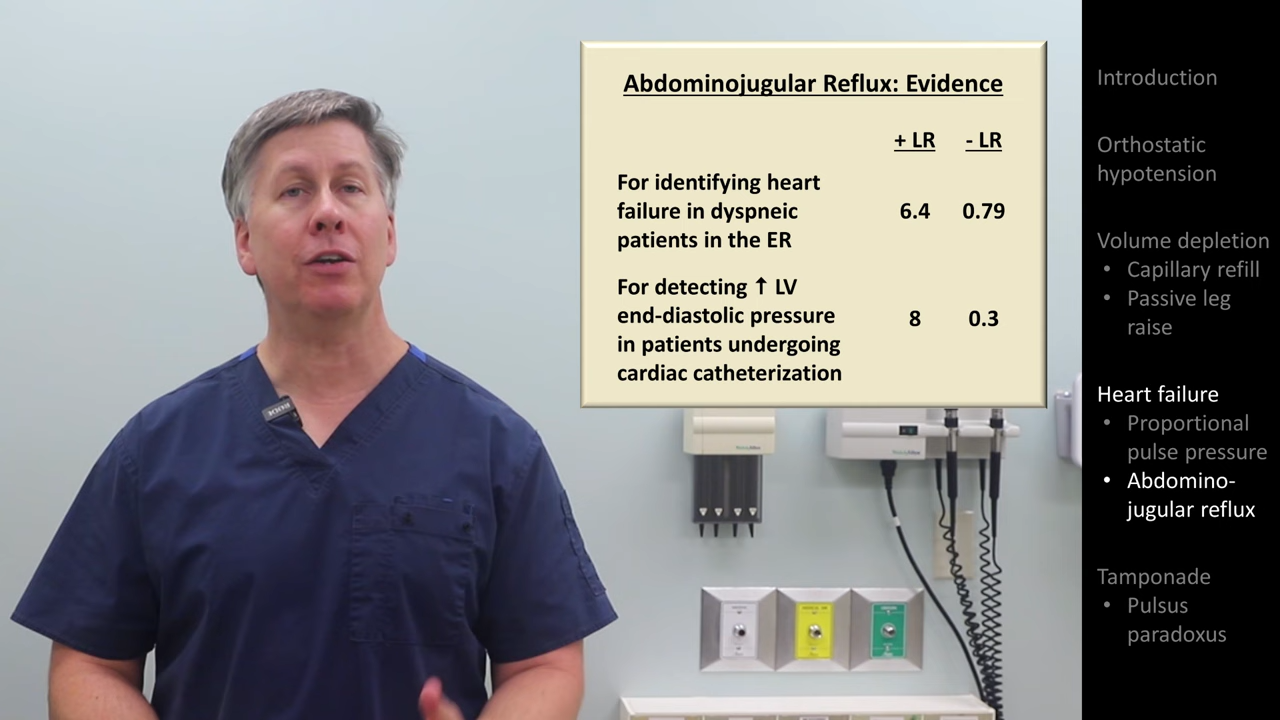 Abdominojugular Reflux: Evidence
+ LR - LR
For identifying heart
failure in dyspneic
patients in the ER
6.4 0.79
For detecting ↑ LV
end-diastolic pressure
in patients undergoing
cardiac catheterization
8 0.3
Introduction
Orthostatic
hypotension
Volume depletion
• Capillary refill
• Passive leg
raise
Heart failure
• Proportional
pulse pressure
• Abdomino-
jugular reflux
Tamponade
• Pulsus
paradoxus
RODE